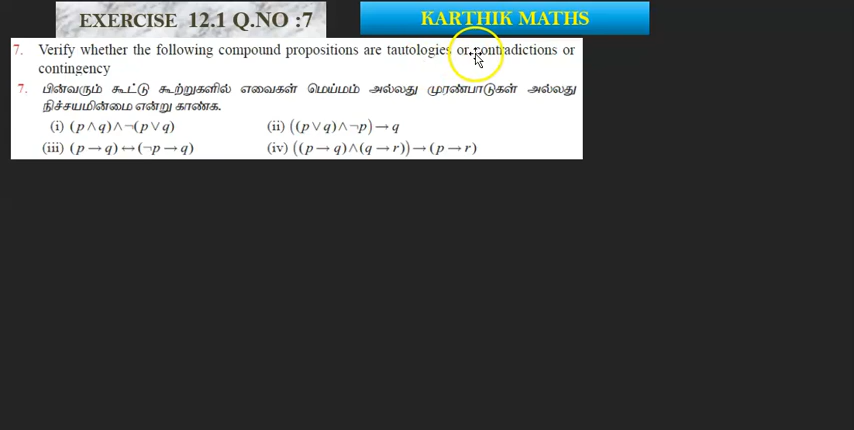 EXERCISE 12.1 Q.NO :7
KARTHIK MATHS
7. Verify whether the following compound propositions are tautologies or contradictions or
contingency
7. பின்வரும் கூட்டு கூற்றுகளில் எவைகள் மெய்மம் அல்லது முரண்பாடுகள் அல்லது
நிச்சயமின்மை என்று காண்க.
(i) (p ∧ q) ∧ ¬(p ∨ q) (ii) ((p ∨ q) ∧ ¬p) → q
(iii) (p → q) ↔ (¬p → q) (iv) ((p → q) ∧ (q → r)) → (p → r)